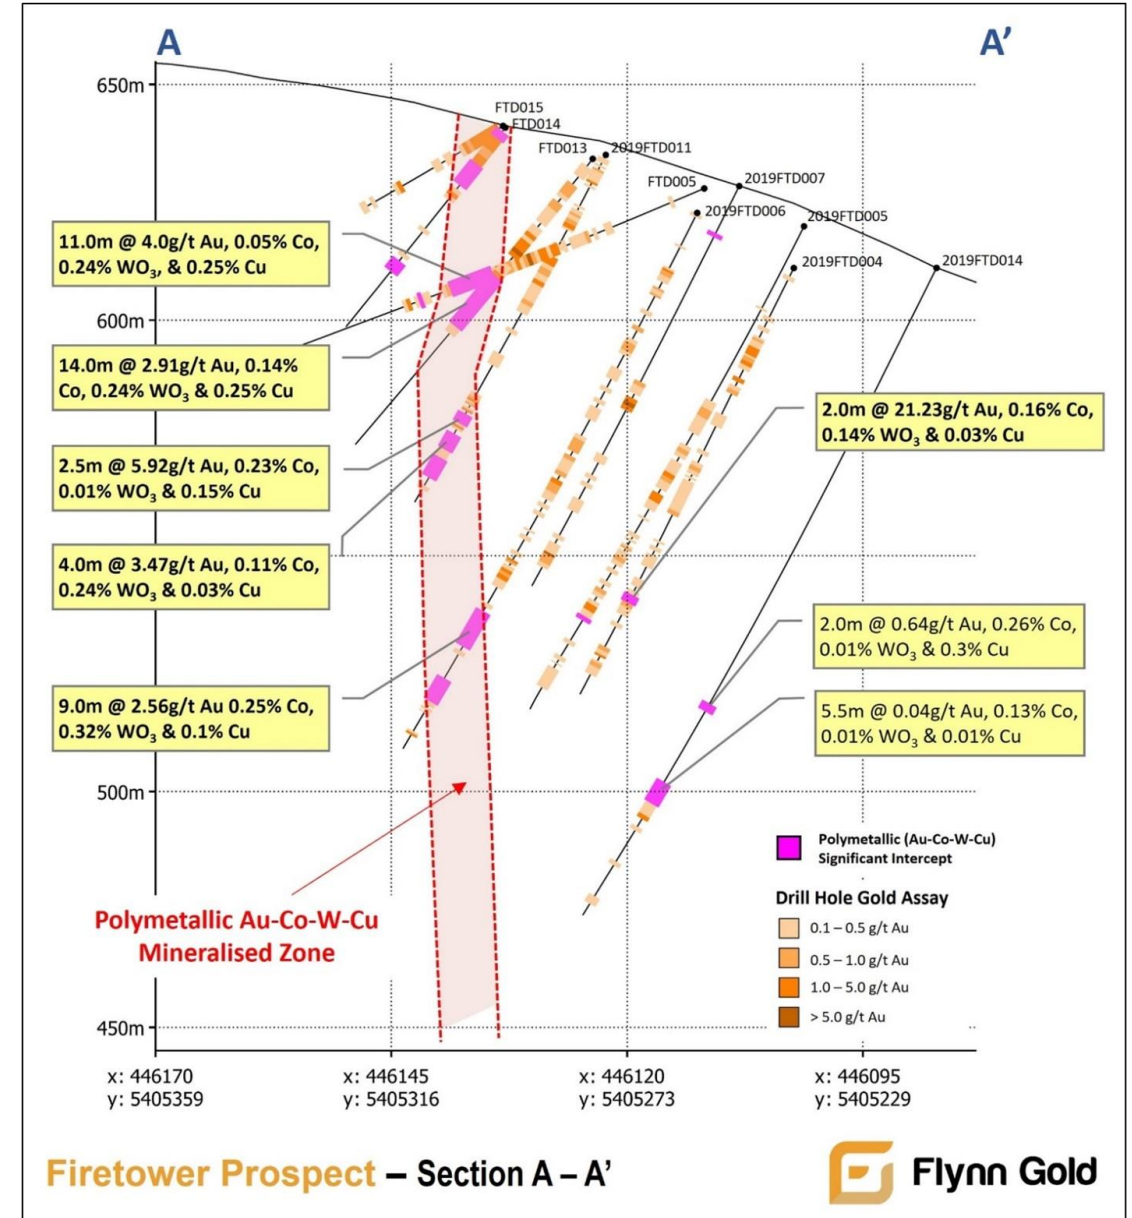 A
A’
650m
FTD015
FTD014
FTD013
2019FTD011
FTD005
2019FTD007
2019FTD006
2019FTD005
2019FTD004
2019FTD014
11.0m @ 4.0g/t Au, 0.05% Co,
0.24% WO₃, & 0.25% Cu
600m
14.0m @ 2.91g/t Au, 0.14%
Co, 0.24% WO₃ & 0.25% Cu
2.0m @ 21.23g/t Au, 0.16% Co,
0.14% WO₃ & 0.03% Cu
2.5m @ 5.92g/t Au, 0.23% Co,
0.01% WO₃ & 0.15% Cu
4.0m @ 3.47g/t Au, 0.11% Co,
0.24% WO₃ & 0.03% Cu
2.0m @ 0.64g/t Au, 0.26% Co,
0.01% WO₃ & 0.3% Cu
9.0m @ 2.56g/t Au 0.25% Co,
0.32% WO₃ & 0.1% Cu
5.5m @ 0.04g/t Au, 0.13% Co,
0.01% WO₃ & 0.01% Cu
500m
Polymetallic (Au-Co-W-Cu)
Significant Intercept
Drill Hole Gold Assay
0.1 – 0.5 g/t Au
0.5 – 1.0 g/t Au
1.0 – 5.0 g/t Au
> 5.0 g/t Au
Polymetallic Au-Co-W-Cu
Mineralised Zone
450m
x: 446170
y: 5405359
x: 446145
y: 5405316
x: 446120
y: 5405273
x: 446095
y: 5405229
Firetower Prospect – Section A – A’
Flynn Gold